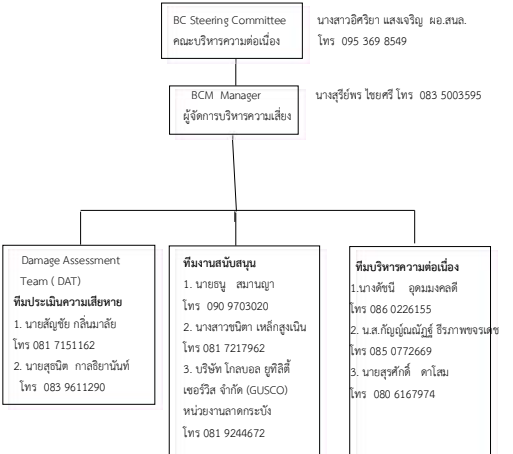 BC Steering Committee
คณะบริหารความต่อเนื่อง
นางสาวอิศริยา แสงเจริญ ผอ.สนล.
โทร 095 369 8549
BCM Manager
ผู้จัดการบริหารความเสี่ยง
นางสุรีย์พร ไชยศรี โทร 083 5003595
Damage Assessment
Team ( DAT)
ทีมประเมินความเสียหาย
1. นายสัญชัย กลิ่นมาลัย
โทร 081 7151162
2. นายสุธนิต กาลธิยานันท์
โทร 083 9611290
ทีมงานสนับสนุน
1. นายธนู สมานญา
โทร 090 9703020
2. นางสาวชนิตา เหล็กสูงเนิน
โทร 081 7217962
3. บริษัท โกลบอล ยูทิลิตี้
เซอร์วิส จำกัด (GUSCO)
หน่วยงานลาดกระบัง
โทร 081 9244672
ทีมบริหารความต่อเนื่อง
1.นางดัชนี อุดมมงคลดี
โทร 086 0226155
2. น.ส.กัญญ์ณณัฏฐ์ ธีรภาพขจรเดช
โทร 085 0772669
3. นายสุรศักดิ์ ดาโสม
โทร 080 6167974